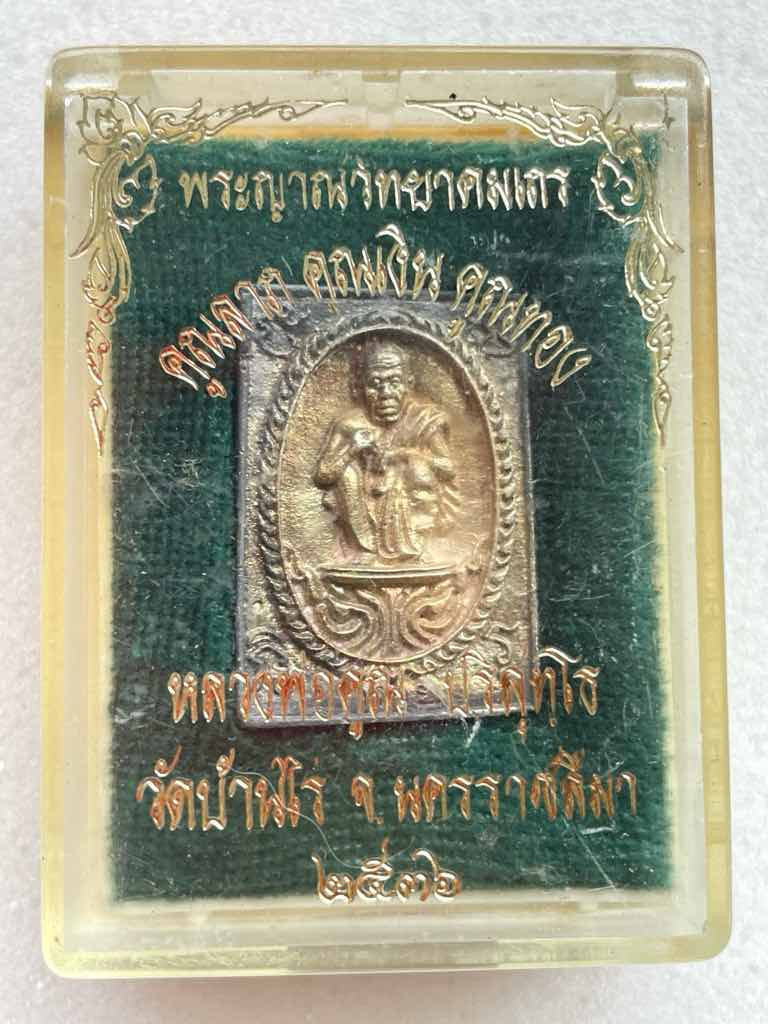 พระญาณวิทยาคมเถร
คูณลาภ คูณเงิน คูณทอง
หลวงพ่อคูณ ปริสุทฺโธ
วัดบ้านไร่ จ.นครราชสีมา
๒๕๓๖